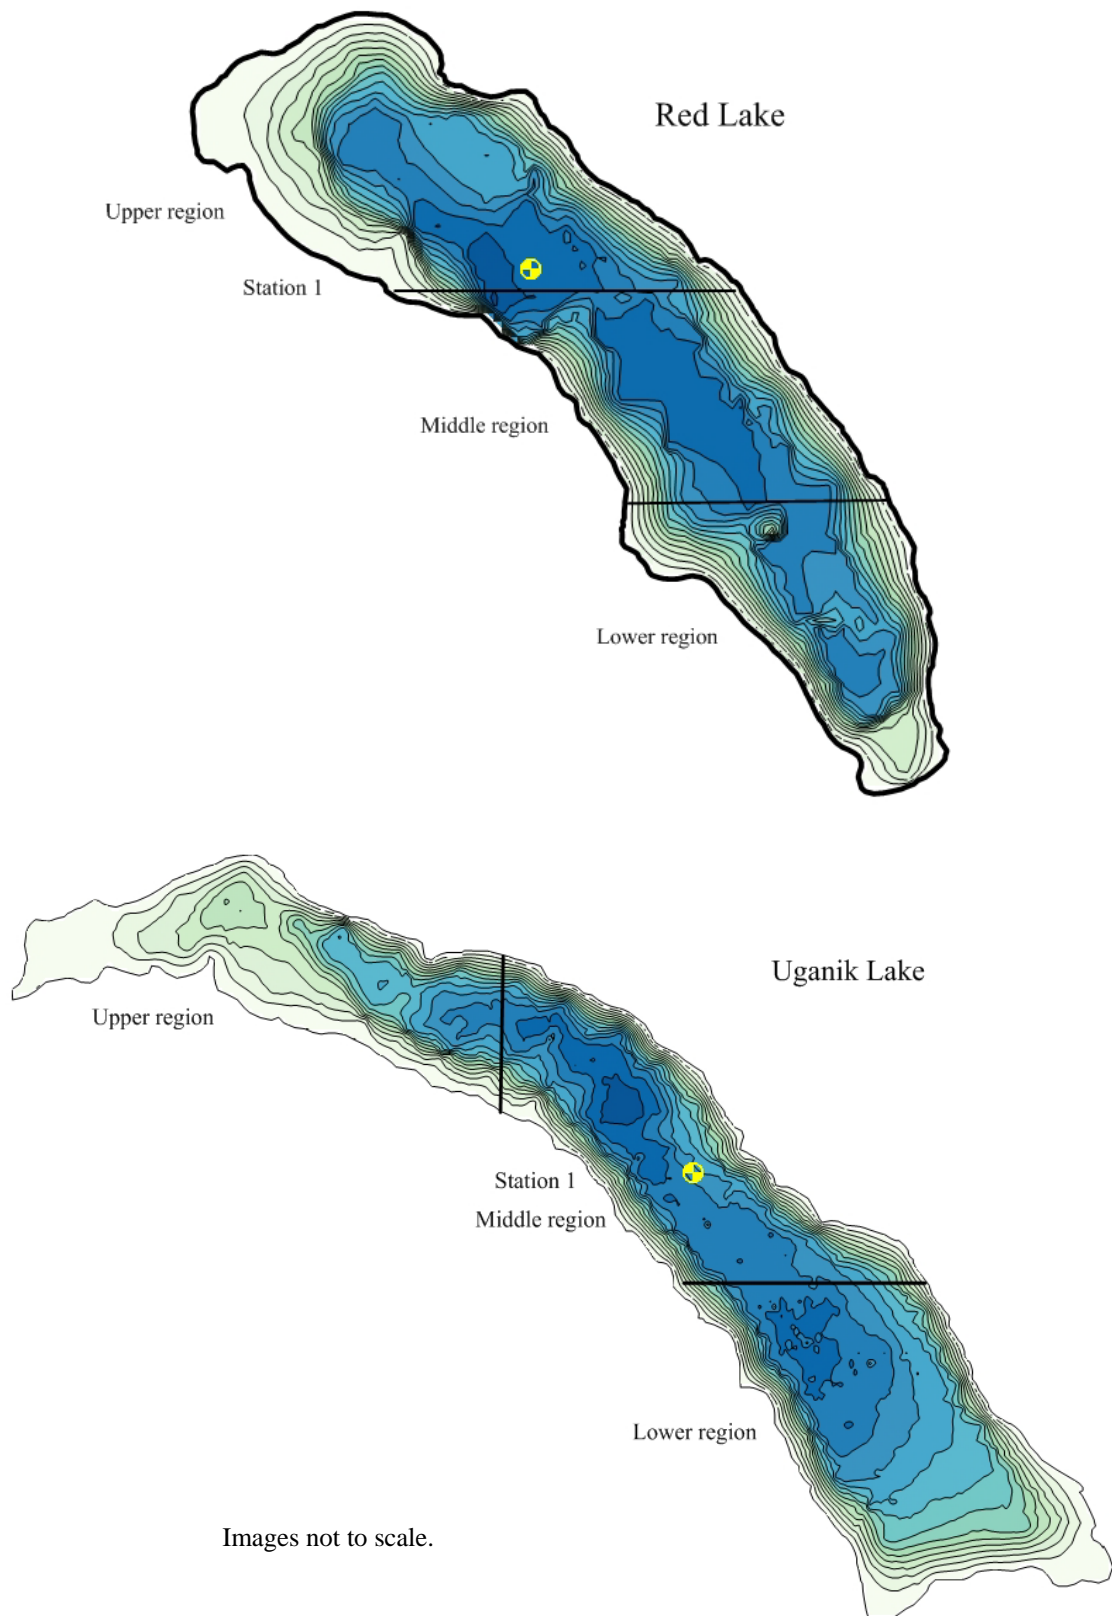 Red Lake
Upper region
Station 1
Middle region
Lower region
Uganik Lake
Upper region
Station 1
Middle region
Lower region
Images not to scale.